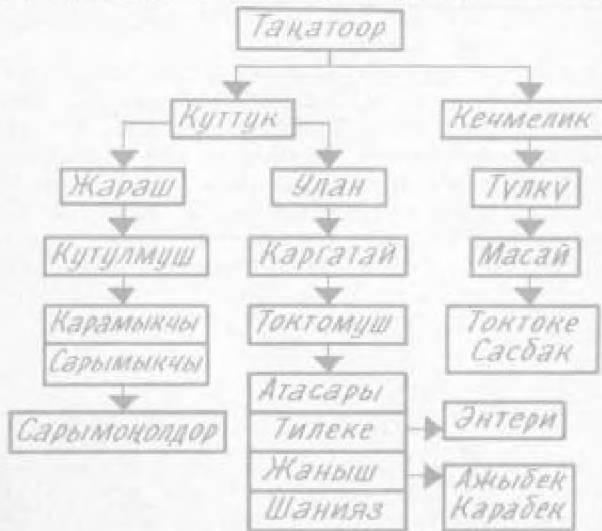 Таңатоор
Куттук
Кечмелик
Жараш
Улан
Түлкү
Кутулмуш
Каргатай
Масай
Карамыкчы
Сарымыкчы
Токтомуш
Токтоке
Сасбак
Сарымоңолдор
Атасары
Тилеке
Жаныш
Шанияз
Әнтери
Ажыбек
Карабек